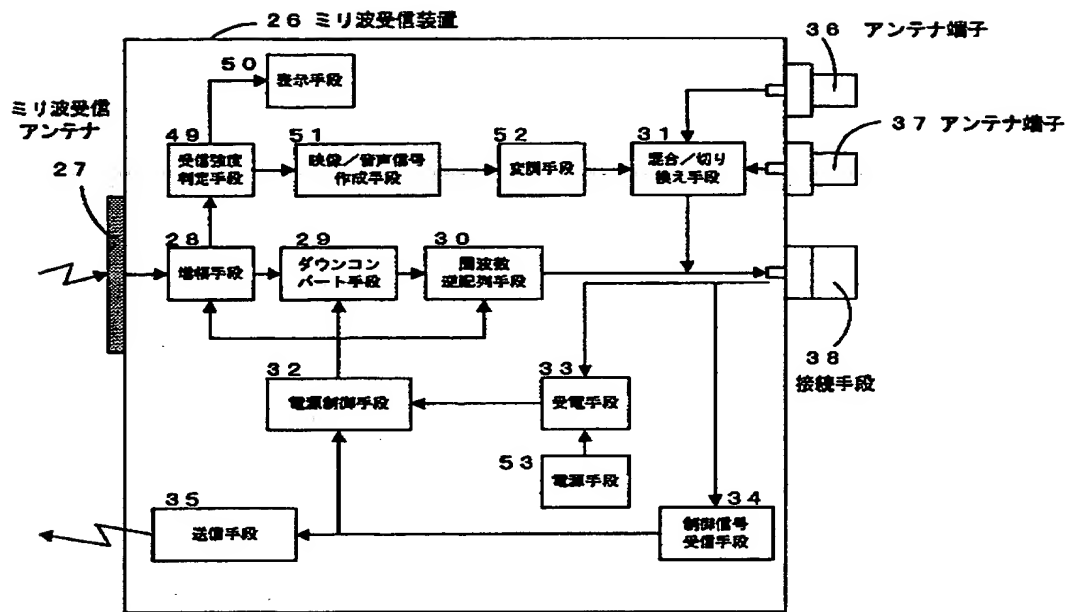 26 ミリ波受信装置
36 アンテナ端子
50
表示手段
ミリ波受信
アンテナ
27
49
受信強度
判定手段
51
映像/音声信号
作成手段
52
変調手段
31
混合/切り
換え手段
37 アンテナ端子
28
増幅手段
29
ダウンコン
バート手段
30
周波数
逆配列手段
38
接続手段
32
電源制御手段
33
受電手段
53
電源手段
35
送信手段
34
制御信号
受信手段